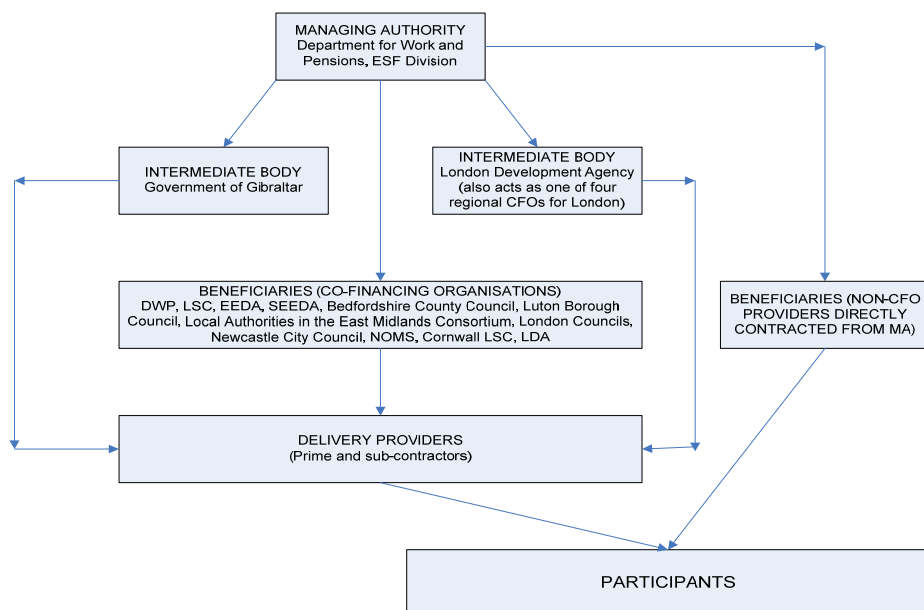 MANAGING AUTHORITY
Department for Work and
Pensions, ESF Division
INTERMEDIATE BODY
Government of Gibraltar
INTERMEDIATE BODY
London Development Agency
(also acts as one of four
regional CFOs for London)
BENEFICIARIES (CO-FINANCING ORGANISATIONS)
DWP, LSC, EEDA, SEEDA, Bedfordshire County Council, Luton Borough
Council, Local Authorities in the East Midlands Consortium, London Councils,
Newcastle City Council, NOMS, Cornwall LSC, LDA
BENEFICIARIES (NON-CFO
PROVIDERS DIRECTLY
CONTRACTED FROM MA)
DELIVERY PROVIDERS
(Prime and sub-contractors)
PARTICIPANTS